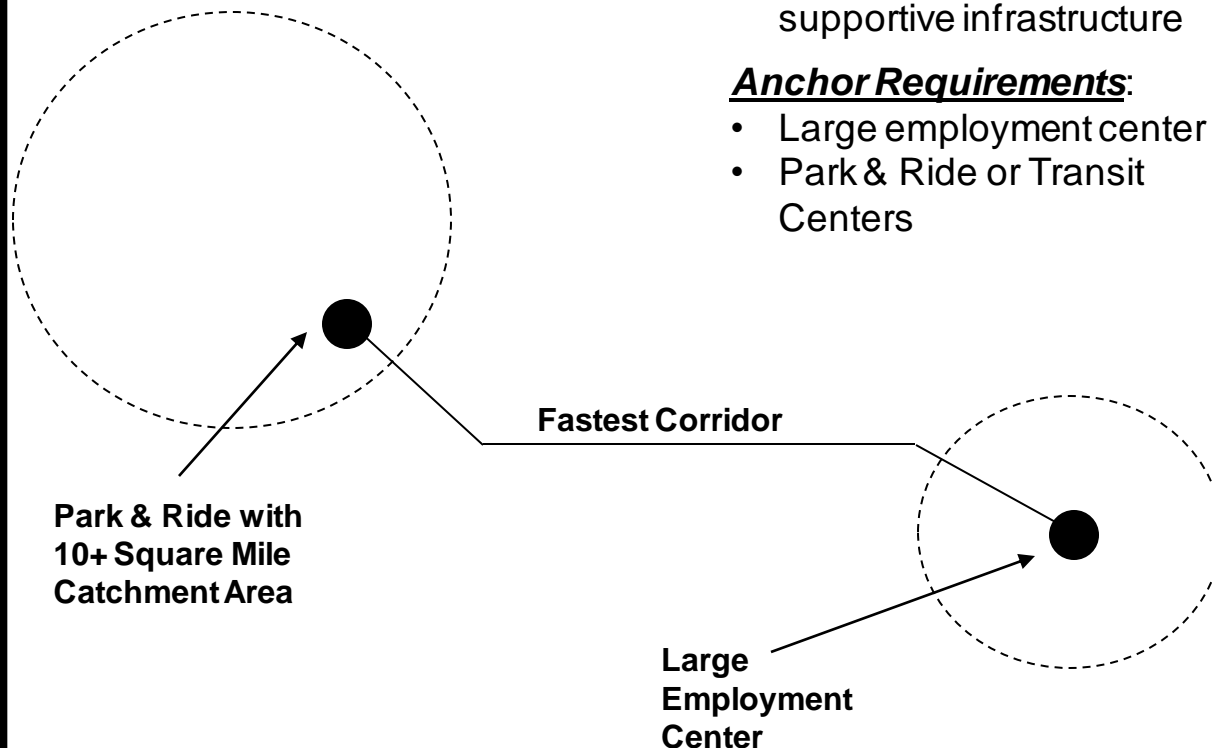 supportive infrastructure
Anchor Requirements:
• Large employment center
• Park & Ride or Transit
Centers
Fastest Corridor
Park & Ride with
10+ Square Mile
Catchment Area
Large
Employment
Center